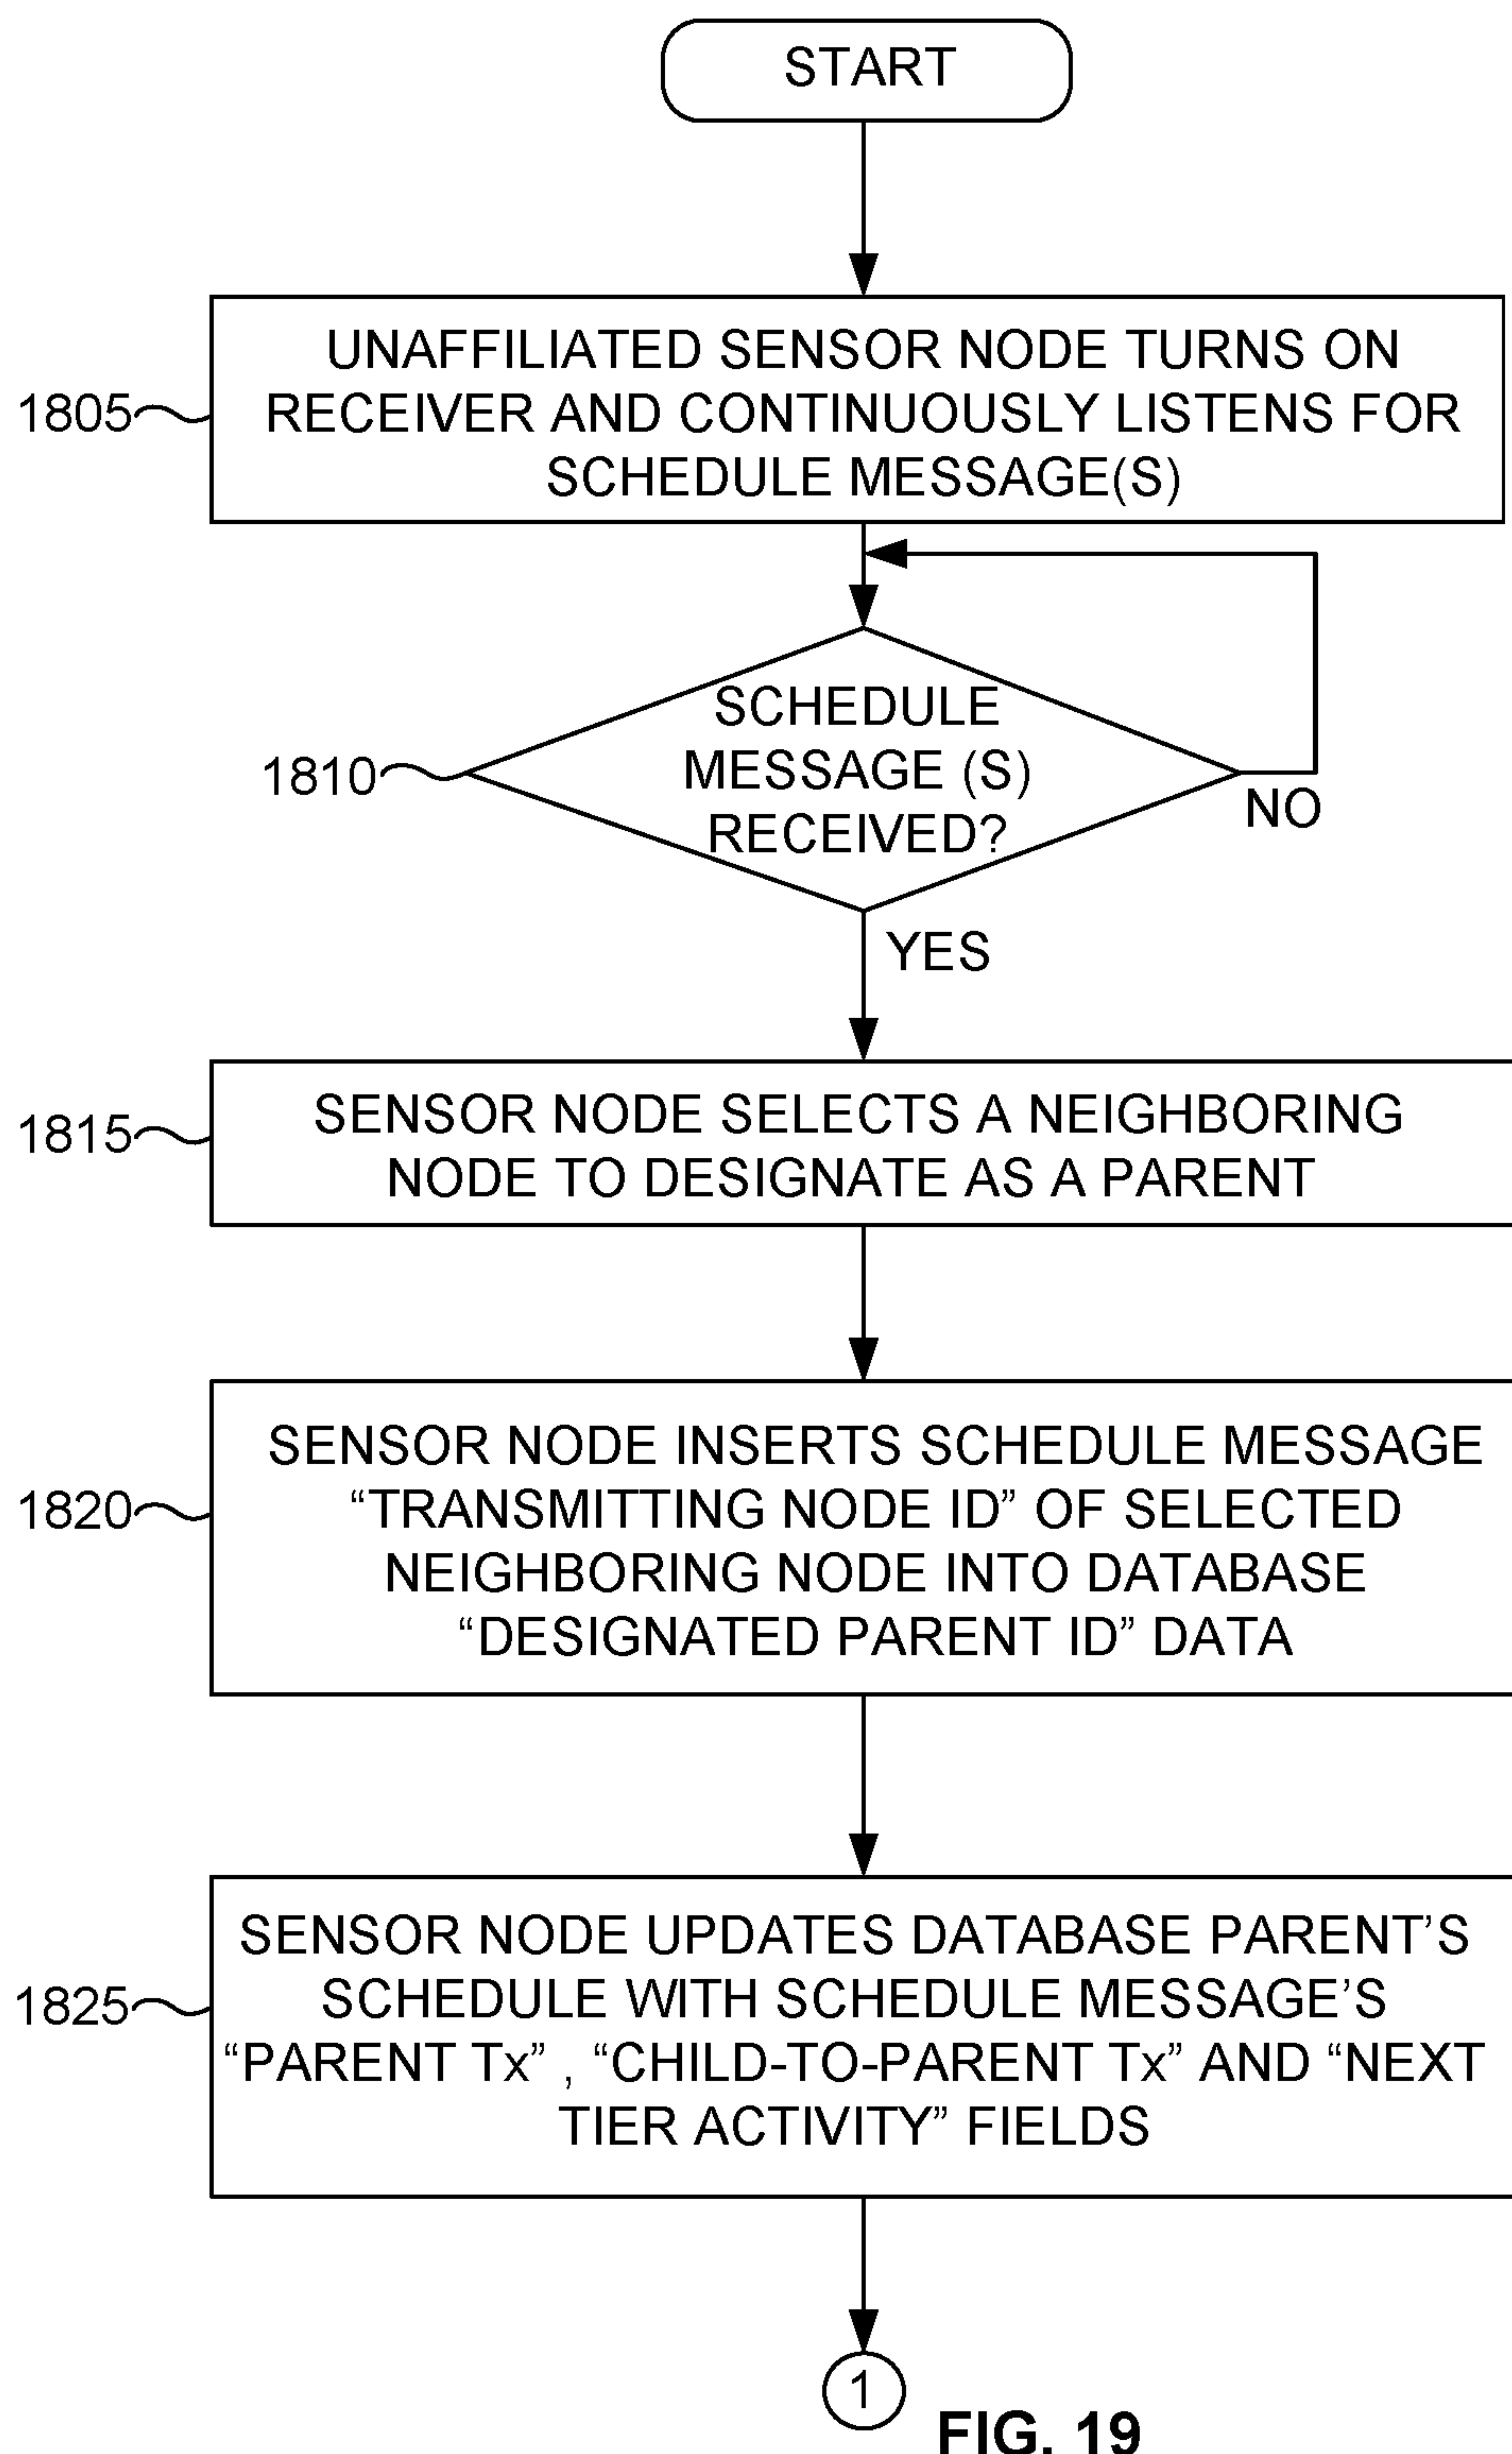 START
1805
UNAFFILIATED SENSOR NODE TURNS ON
RECEIVER AND CONTINUOUSLY LISTENS FOR
SCHEDULE MESSAGE(S)
1810
SCHEDULE
MESSAGE (S)
RECEIVED?
NO
YES
1815
SENSOR NODE SELECTS A NEIGHBORING
NODE TO DESIGNATE AS A PARENT
1820
SENSOR NODE INSERTS SCHEDULE MESSAGE
“TRANSMITTING NODE ID” OF SELECTED
NEIGHBORING NODE INTO DATABASE
“DESIGNATED PARENT ID” DATA
1825
SENSOR NODE UPDATES DATABASE PARENT’S
SCHEDULE WITH SCHEDULE MESSAGE’S
“PARENT Tx” , “CHILD-TO-PARENT Tx” AND “NEXT
TIER ACTIVITY” FIELDS
1
FIG. 19